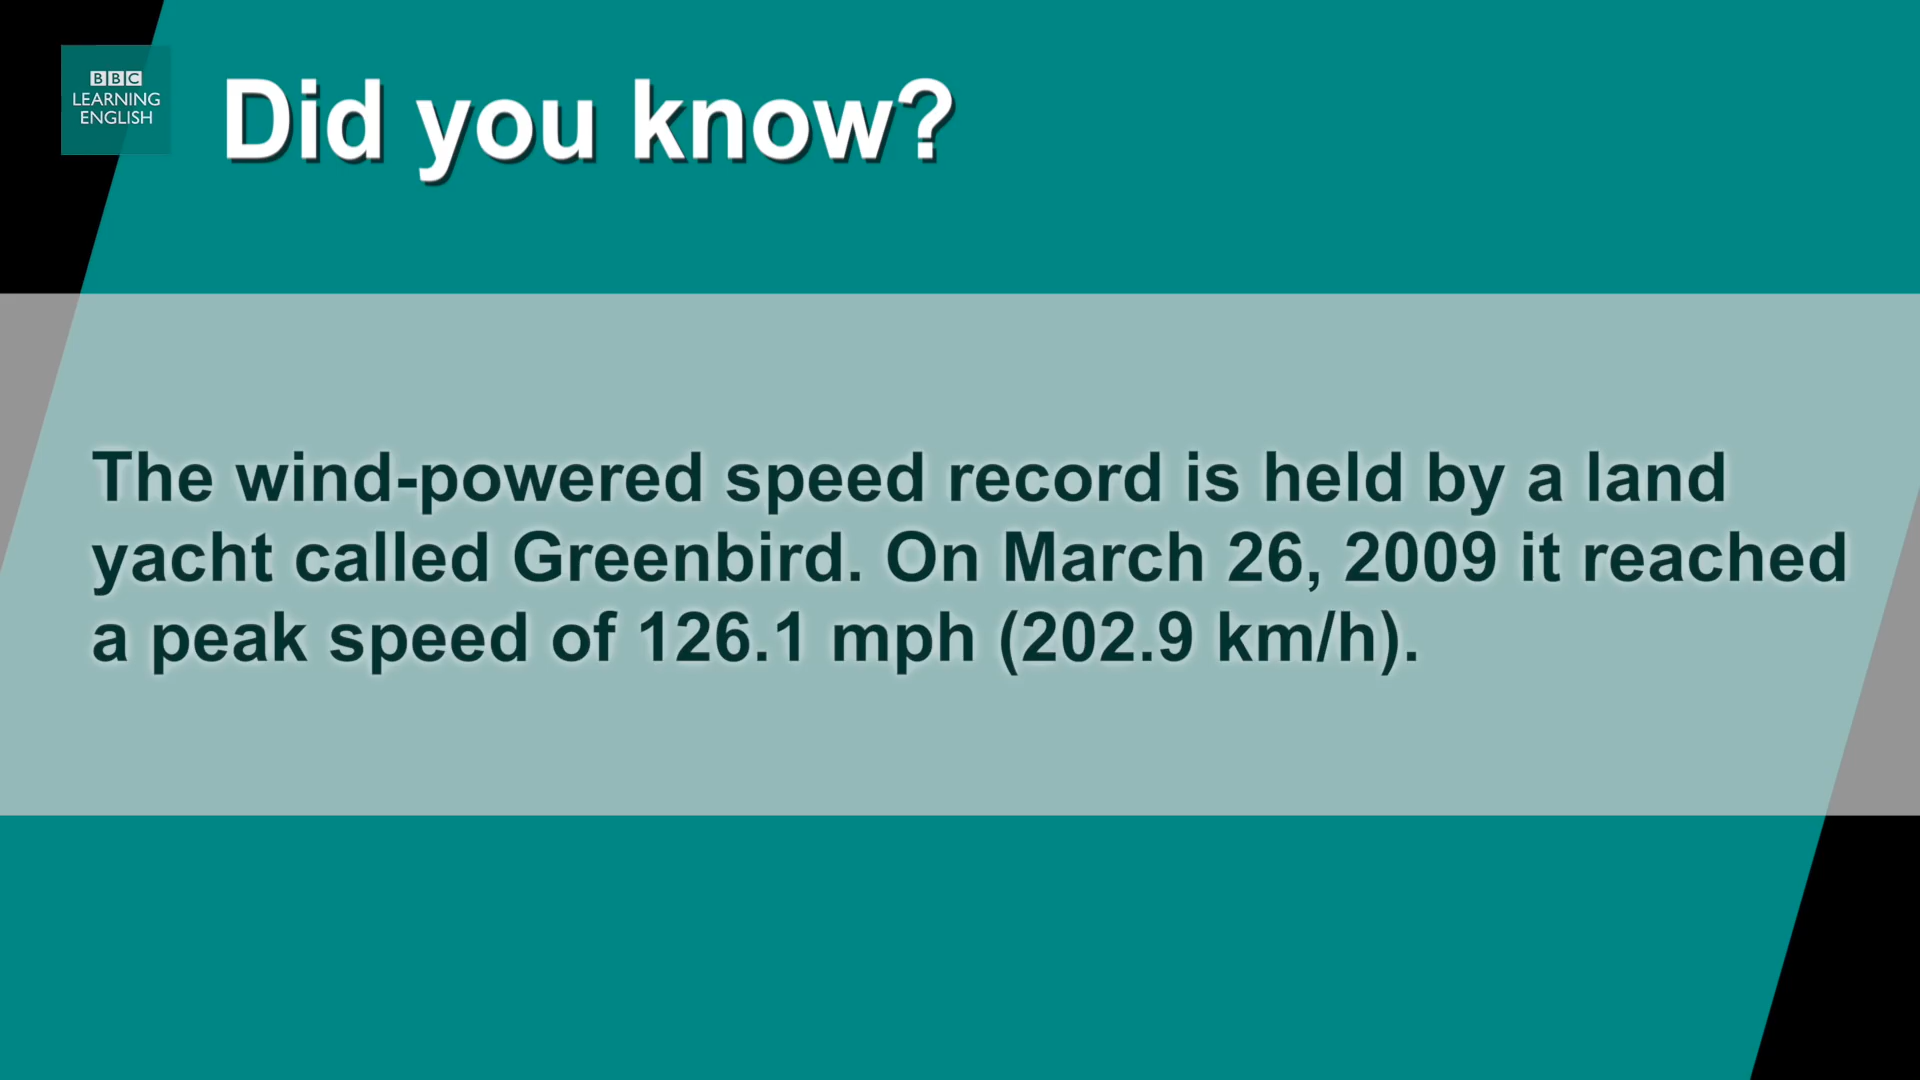 BBC
LEARNING
ENGLISH
Did you know?
The wind-powered speed record is held by a land
yacht called Greenbird. On March 26, 2009 it reached
a peak speed of 126.1 mph (202.9 km/h).